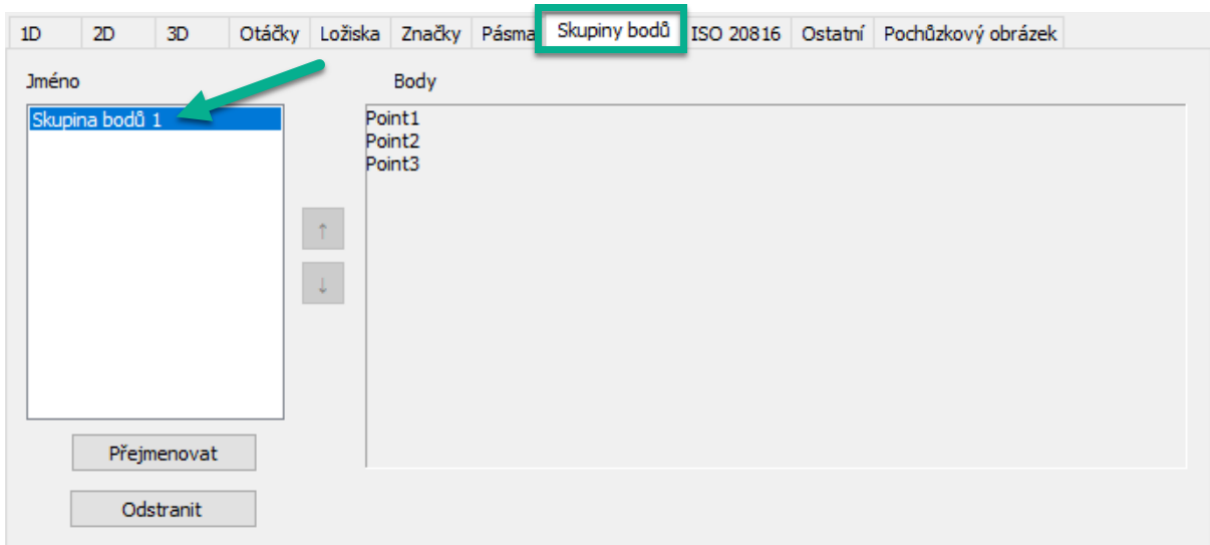 1D 2D 3D Otáčky Ložiska Značky Pásma Skupiny bodů ISO 20816 Ostatní Pochůzkový obrázek
Jméno Body
Skupina bodů 1
Point1
Point2
Point3
↑
↓
Přejmenovat
Odstranit